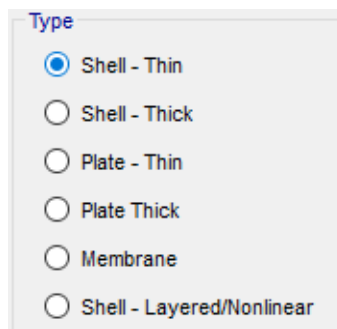 Type
Shell - Thin
Shell - Thick
Plate - Thin
Plate Thick
Membrane
Shell - Layered/Nonlinear